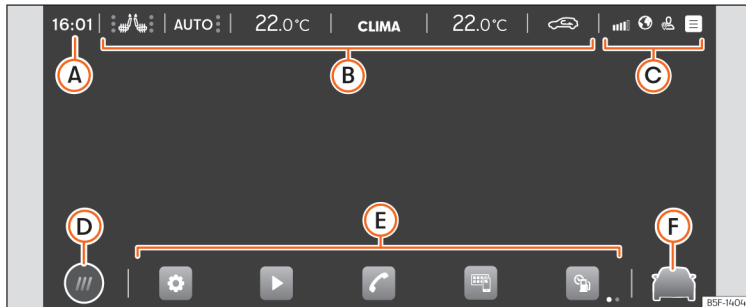 16:01 AUTO 22.0°C CLIMA 22.0°C
A B C
D E F
B5F-1404